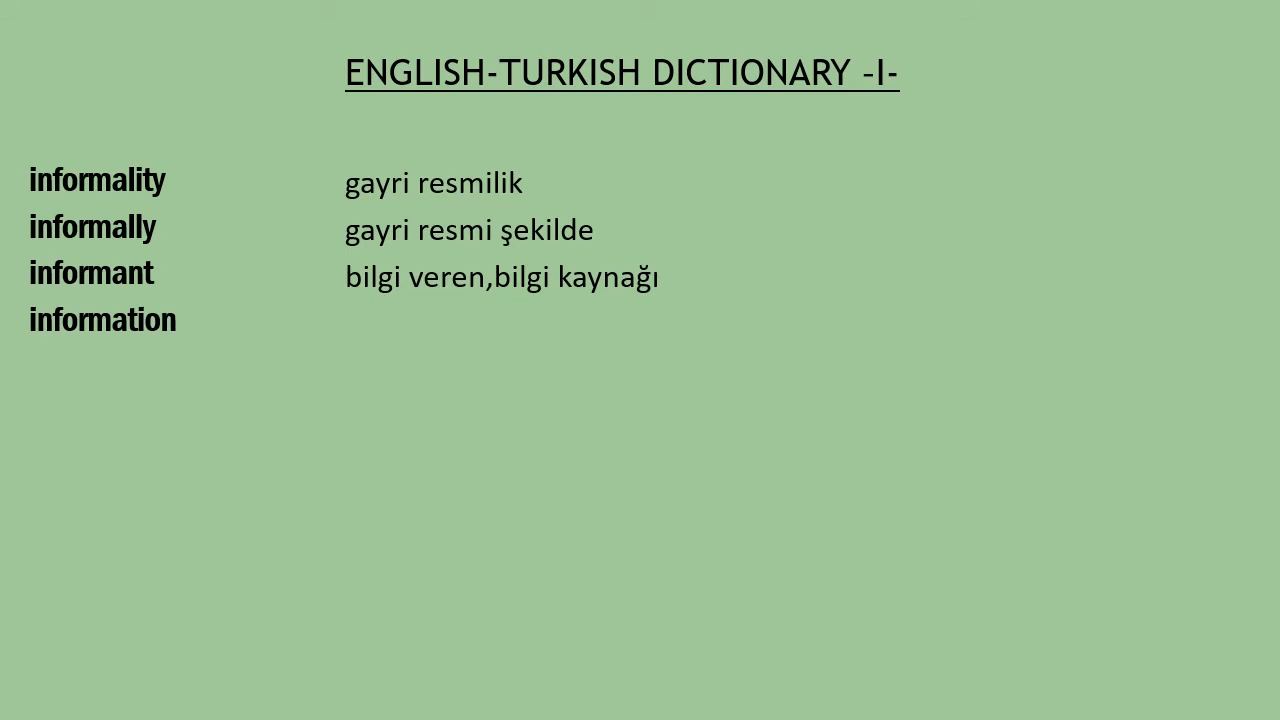 ENGLISH-TURKISH DICTIONARY –I-
informality gayri resmilik
informally gayri resmi şekilde
informant bilgi veren,bilgi kaynağı
information